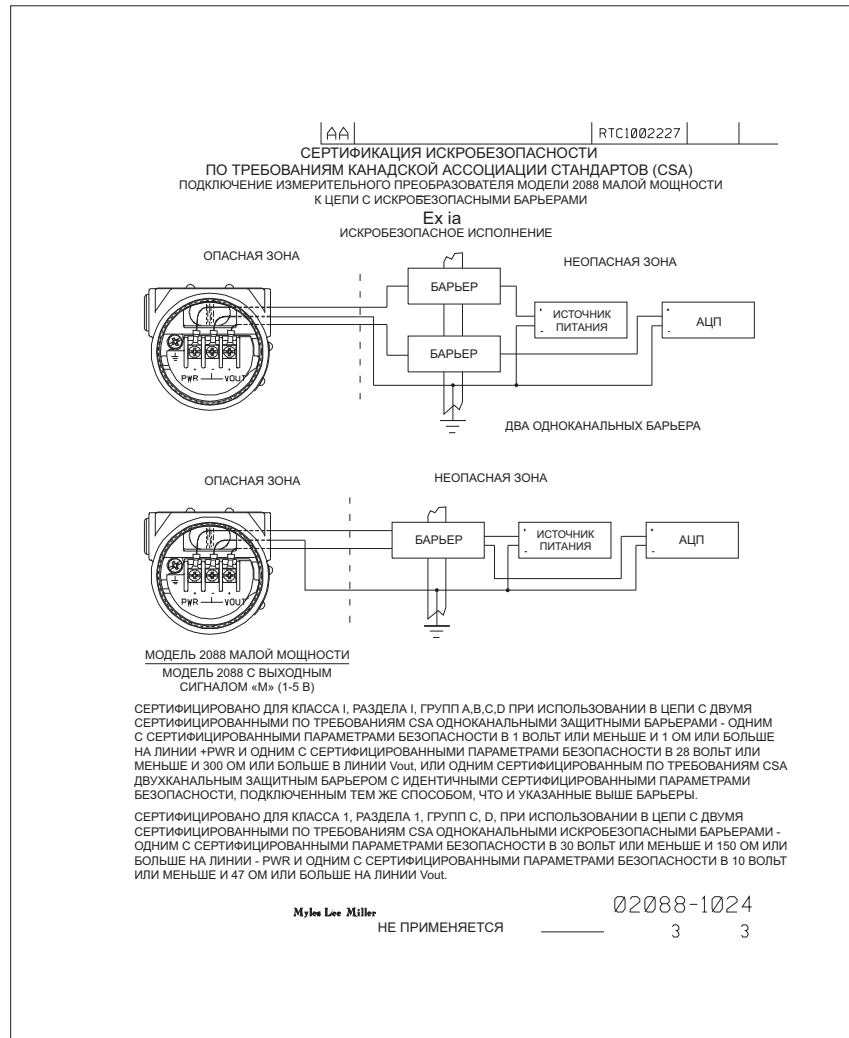 AA RTC1002227
СЕРТИФИКАЦИЯ ИСКРОБЕЗОПАСНОСТИ
ПО ТРЕБОВАНИЯМ КАНАДСКОЙ АССОЦИАЦИИ СТАНДАРТОВ (CSA)
ПОДКЛЮЧЕНИЕ ИЗМЕРИТЕЛЬНОГО ПРЕОБРАЗОВАТЕЛЯ МОДЕЛИ 2088 МАЛОЙ МОЩНОСТИ
К ЦЕПИ С ИСКРОБЕЗОПАСНЫМИ БАРЬЕРАМИ
Ex ia
ИСКРОБЕЗОПАСНОЕ ИСПОЛНЕНИЕ
ОПАСНАЯ ЗОНА
НЕОПАСНАЯ ЗОНА
БАРЬЕР
+ ИСТОЧНИК
- ПИТАНИЯ
+ АЦП -
БАРЬЕР
+ - +
PWR VOUT
ДВА ОДНОКАНАЛЬНЫХ БАРЬЕРА
ОПАСНАЯ ЗОНА
НЕОПАСНАЯ ЗОНА
БАРЬЕР
+ ИСТОЧНИК
- ПИТАНИЯ
+ АЦП -
+ - +
PWR VOUT
МОДЕЛЬ 2088 МАЛОЙ МОЩНОСТИ
МОДЕЛЬ 2088 С ВЫХОДНЫМ
СИГНАЛОМ «М» (1-5 В)
СЕРТИФИЦИРОВАНО ДЛЯ КЛАССА I, РАЗДЕЛА I, ГРУПП A,B,C,D ПРИ ИСПОЛЬЗОВАНИИ В ЦЕПИ С ДВУМЯ
СЕРТИФИЦИРОВАННЫМИ ПО ТРЕБОВАНИЯМ CSA ОДНОКАНАЛЬНЫМИ ЗАЩИТНЫМИ БАРЬЕРАМИ - ОДНИМ
С СЕРТИФИЦИРОВАННЫМИ ПАРАМЕТРАМИ БЕЗОПАСНОСТИ В 1 ВОЛЬТ ИЛИ МЕНЬШЕ И 1 ОМ ИЛИ БОЛЬШЕ
НА ЛИНИИ +PWR И ОДНИМ С СЕРТИФИЦИРОВАННЫМИ ПАРАМЕТРАМИ БЕЗОПАСНОСТИ В 28 ВОЛЬТ ИЛИ
МЕНЬШЕ И 300 ОМ ИЛИ БОЛЬШЕ В ЛИНИИ Vout, ИЛИ ОДНИМ СЕРТИФИЦИРОВАННЫМ ПО ТРЕБОВАНИЯМ CSA
ДВУХКАНАЛЬНЫМ ЗАЩИТНЫМ БАРЬЕРОМ С ИДЕНТИЧНЫМИ СЕРТИФИЦИРОВАННЫМИ ПАРАМЕТРАМИ
БЕЗОПАСНОСТИ, ПОДКЛЮЧЕННЫМ ТЕМ ЖЕ СПОСОБОМ, ЧТО И УКАЗАННЫЕ ВЫШЕ БАРЬЕРЫ.
СЕРТИФИЦИРОВАНО ДЛЯ КЛАССА 1, РАЗДЕЛА 1, ГРУПП C, D, ПРИ ИСПОЛЬЗОВАНИИ В ЦЕПИ С ДВУМЯ
СЕРТИФИЦИРОВАННЫМИ ПО ТРЕБОВАНИЯМ CSA ОДНОКАНАЛЬНЫМИ ИСКРОБЕЗОПАСНЫМИ БАРЬЕРАМИ -
ОДНИМ С СЕРТИФИЦИРОВАННЫМИ ПАРАМЕТРАМИ БЕЗОПАСНОСТИ В 30 ВОЛЬТ ИЛИ МЕНЬШЕ И 150 ОМ ИЛИ
БОЛЬШЕ НА ЛИНИИ - PWR И ОДНИМ С СЕРТИФИЦИРОВАННЫМИ ПАРАМЕТРАМИ БЕЗОПАСНОСТИ В 10 ВОЛЬТ
ИЛИ МЕНЬШЕ И 47 ОМ ИЛИ БОЛЬШЕ НА ЛИНИИ Vout.
Myles Lee Miller
02088-1024
НЕ ПРИМЕНЯЕТСЯ
3 3